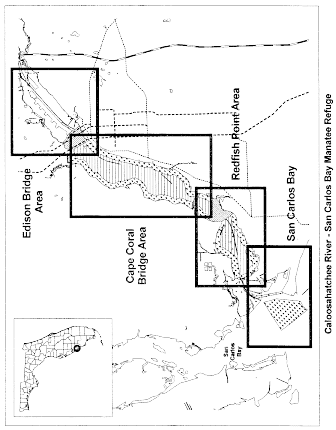 Edison Bridge
Area
Cape Coral
Bridge Area
Redfish Point Area
San Carlos Bay
San
Carlos
Bay
Caloosahatchee River - San Carlos Bay Manatee Refuge